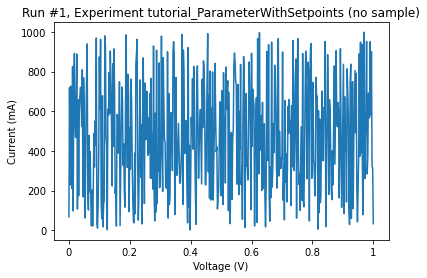 Run #1, Experiment tutorial_ParameterWithSetpoints (no sample)
1000
800
600
400
200
0
Current (mA)
0 0.2 0.4 0.6 0.8 1
Voltage (V)